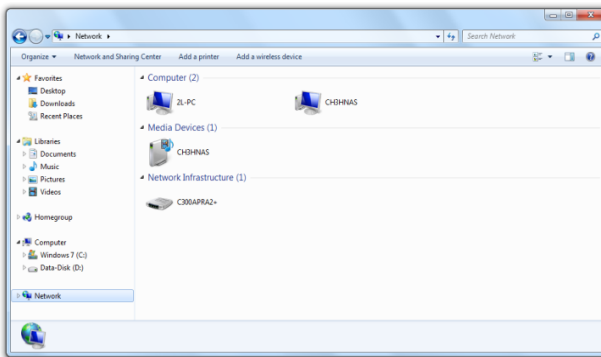 Network
Search Network
Organize
Network and Sharing Center
Add a printer
Add a wireless device
Favorites
Desktop
Downloads
Recent Places
Libraries
Documents
Music
Pictures
Videos
Homegroup
Computer
Windows 7 (C:)
Data-Disk (D:)
Network
Computer (2)
2L-PC
CH3HNAS
Media Devices (1)
CH3HNAS
Network Infrastructure (1)
C300APRA2+